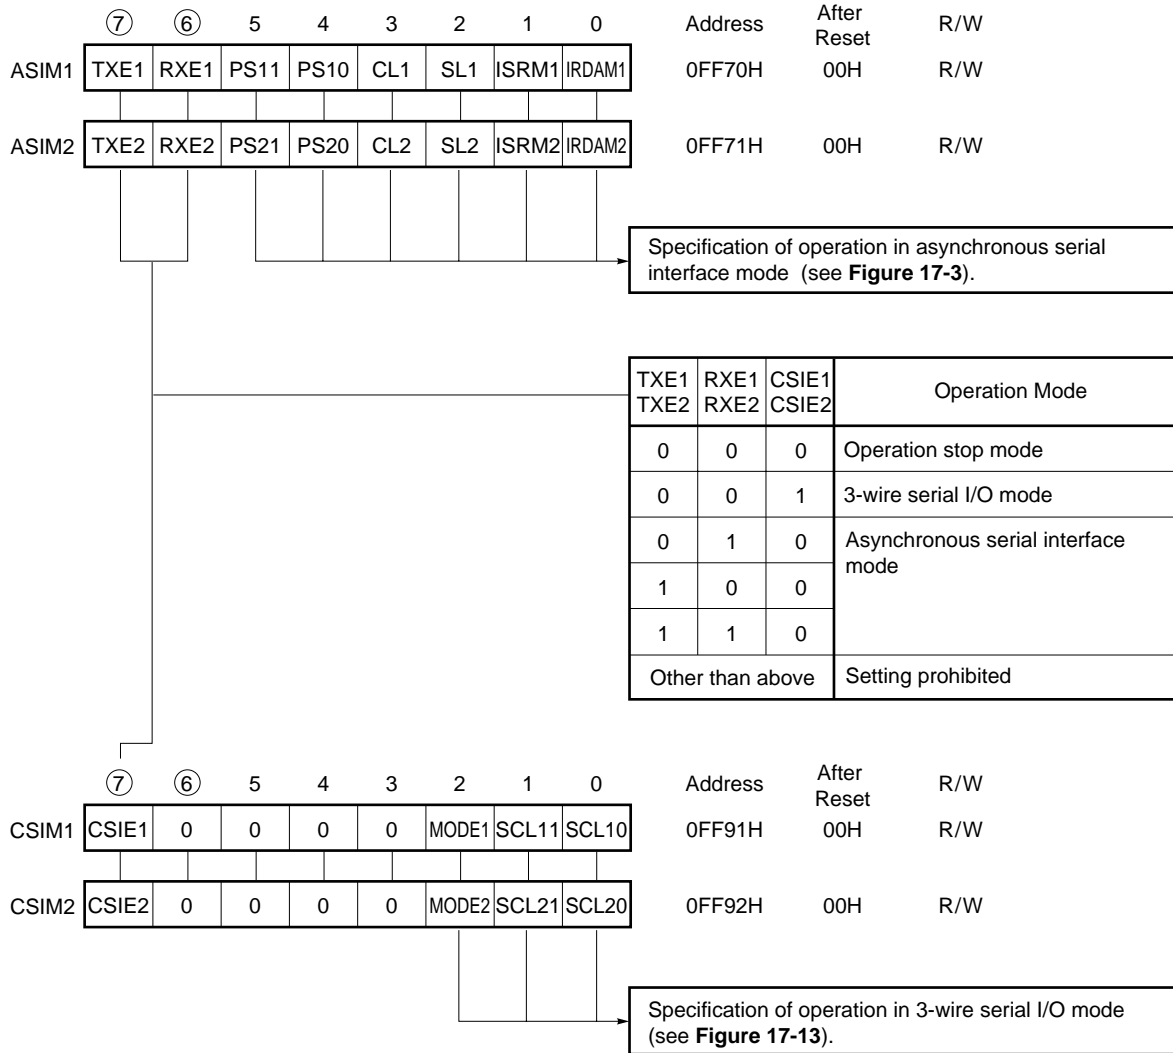 ⑦ ⑥ 5 4 3 2 1 0 Address After Reset R/W
ASIM1 TXE1 RXE1 PS11 PS10 CL1 SL1 ISRM1 IRDAM1 0FF70H 00H R/W
ASIM2 TXE2 RXE2 PS21 PS20 CL2 SL2 ISRM2 IRDAM2 0FF71H 00H R/W
Specification of operation in asynchronous serial
interface mode (see Figure 17-3).
TXE1 RXE1 CSIE1 Operation Mode
TXE2 RXE2 CSIE2
0 0 0 Operation stop mode
0 0 1 3-wire serial I/O mode
0 1 0 Asynchronous serial interface
mode
1 0 0
1 1 0
Other than above Setting prohibited
⑦ ⑥ 5 4 3 2 1 0 Address After Reset R/W
CSIM1 CSIE1 0 0 0 0 MODE1 SCL11 SCL10 0FF91H 00H R/W
CSIM2 CSIE2 0 0 0 0 MODE2 SCL21 SCL20 0FF92H 00H R/W
Specification of operation in 3-wire serial I/O mode
(see Figure 17-13).